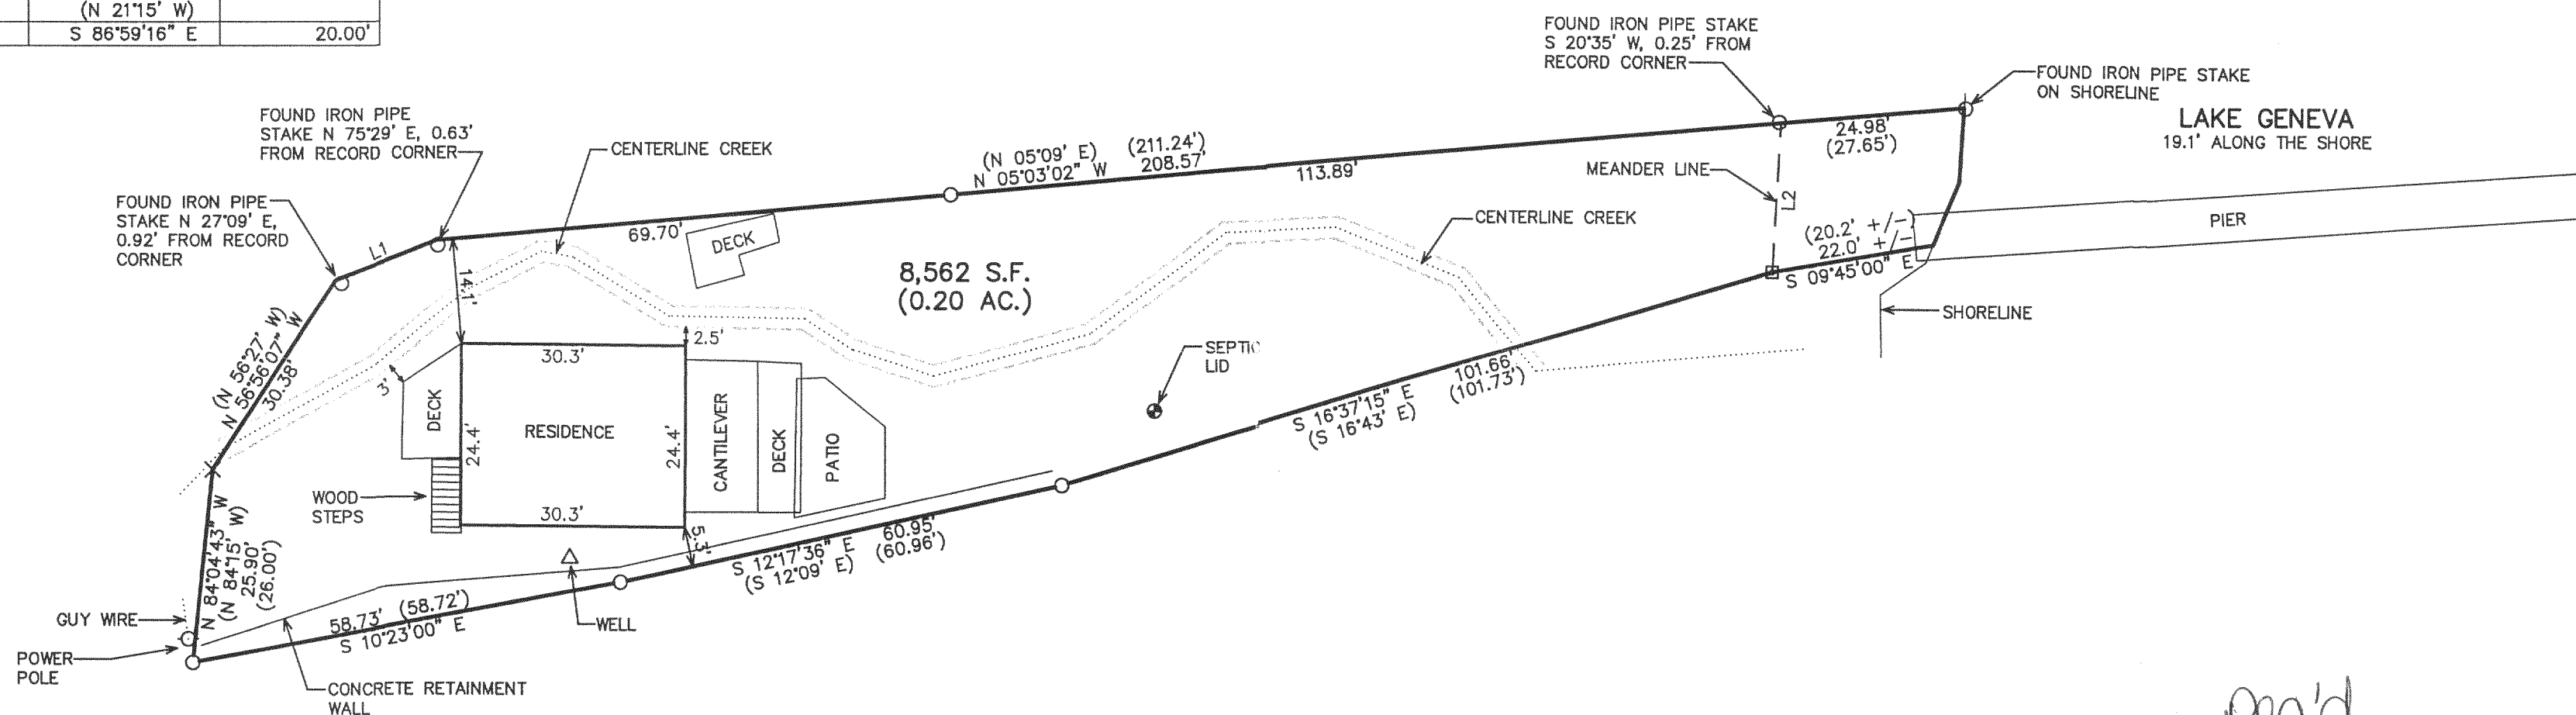 (N 21°15' W)
S 86°59'16" E 20.00'
FOUND IRON PIPE STAKE
S 20°35' W, 0.25' FROM
RECORD CORNER
FOUND IRON PIPE STAKE
ON SHORELINE
LAKE GENEVA
19.1' ALONG THE SHORE
FOUND IRON PIPE
STAKE N 75°29' E, 0.63'
FROM RECORD CORNER
CENTERLINE CREEK
(N 05°09' E) (211.24')
N 05°03'02" W 208.57'
113.89'
24.98'
(27.65')
MEANDER LINE
L2
FOUND IRON PIPE
STAKE N 27°09' E,
0.92' FROM RECORD
CORNER
L1
69.70'
DECK
CENTERLINE CREEK
(20.2' +/-)
22.0' +/-
S 09°45'00" E
PIER
14.1'
8,562 S.F.
(0.20 AC.)
SHORELINE
(N 56°27' W)
N 56°56'07" W
30.38'
3'
30.3'
2.5'
SEPTIC
LID
DECK
24.4'
RESIDENCE
24.4'
CANTILEVER
DECK
PATIO
101.66'
(101.73')
S 16°37'15" E
(S 16°43' E)
WOOD
STEPS
30.3'
5.3'
N 84°04'43" W
(N 84°15' W)
25.90'
(26.00')
60.95'
(60.96')
S 12°17'36" E
(S 12°09' E)
GUY WIRE
58.73' (58.72')
S 10°23'00" E
WELL
POWER
POLE
CONCRETE RETAINMENT
WALL